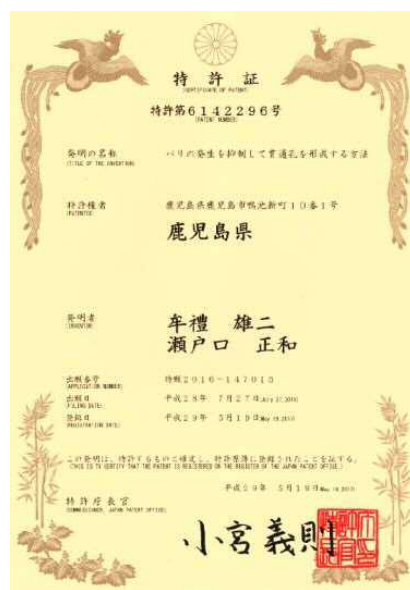 特許証
(CERTIFICATE OF PATENT)
特許第6142296号
(PATENT NUMBER)
発明の名称
(TITLE OF THE INVENTION)
バリの発生を抑制して貫通孔を形成する方法
特許権者
(PATENTEE)
鹿児島県鹿児島市鴨池新町10番1号
鹿児島県
発明者
(INVENTOR)
牟禮 雄二
瀬戸口 正和
出願番号
(APPLICATION NUMBER)
特願2016-147015
出願日
(FILING DATE)
平成28年 7月27日(July 27,2016)
登録日
(REGISTRATION DATE)
平成29年 5月19日(May 19,2017)
この発明は、特許するものと確定し、特許原簿に登録されたことを証する。
(THIS IS TO CERTIFY THAT THE PATENT IS REGISTERED ON THE REGISTER OF THE JAPAN PATENT OFFICE.)
平成29年 5月19日(May 19,2017)
特許庁長官
(COMMISSIONER, JAPAN PATENT OFFICE)
小宮義則